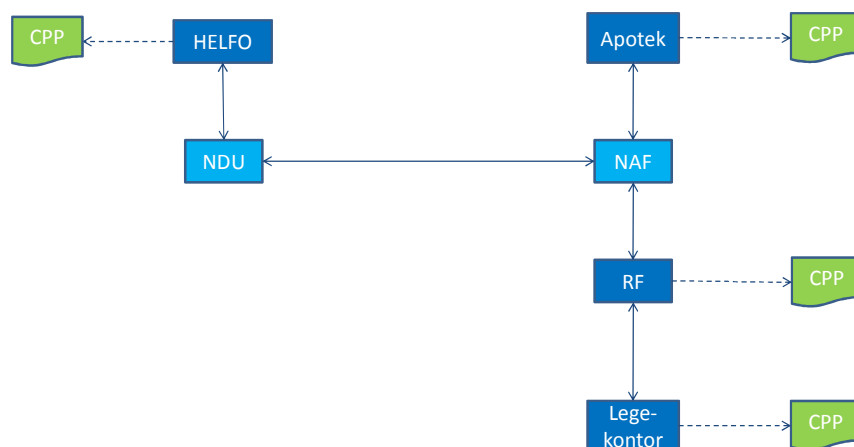 CPP
HELFO
Apotek
CPP
NDU
NAF
RF
CPP
Lege-
kontor
CPP